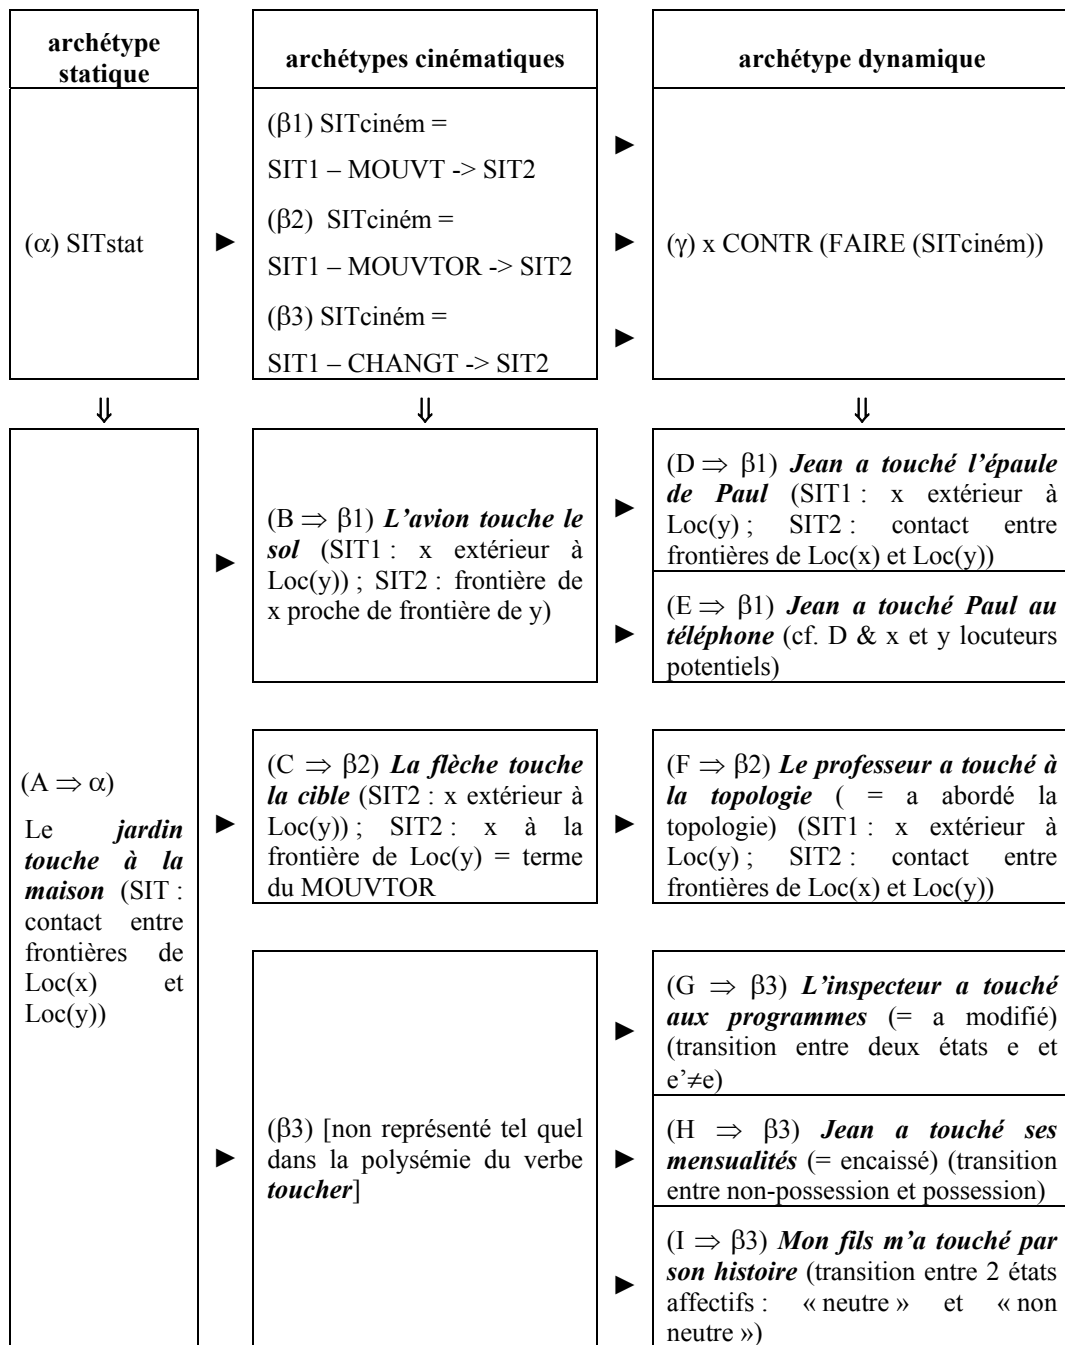 archétype
statique
archétypes cinématiques
archétype dynamique
(α) SITstat
►
(β1) SITciném =
SIT1 – MOUVT -> SIT2
(β2) SITciném =
SIT1 – MOUVTOR -> SIT2
(β3) SITciném =
SIT1 – CHANGT -> SIT2
►
►
►
(γ) x CONTR (FAIRE (SITciném))
⇓
⇓
⇓
(A ⇒ α)
Le jardin
touche à la
maison (SIT :
contact entre
frontières de
Loc(x) et
Loc(y))
►
(B ⇒ β1) L’avion touche le
sol (SIT1 : x extérieur à
Loc(y)) ; SIT2 : frontière de
x proche de frontière de y)
►
(D ⇒ β1) Jean a touché l’épaule
de Paul (SIT1 : x extérieur à
Loc(y) ; SIT2 : contact entre
frontières de Loc(x) et Loc(y))
►
(E ⇒ β1) Jean a touché Paul au
téléphone (cf. D & x et y locuteurs
potentiels)
►
(C ⇒ β2) La flèche touche
la cible (SIT2 : x extérieur à
Loc(y)) ; SIT2 : x à la
frontière de Loc(y) = terme
du MOUVTOR
►
(F ⇒ β2) Le professeur a touché à
la topologie ( = a abordé la
topologie) (SIT1 : x extérieur à
Loc(y) ; SIT2 : contact entre
frontières de Loc(x) et Loc(y))
►
(β3) [non représenté tel quel
dans la polysémie du verbe
toucher]
►
(G ⇒ β3) L’inspecteur a touché
aux programmes (= a modifié)
(transition entre deux états e et
e’≠e)
►
(H ⇒ β3) Jean a touché ses
mensualités (= encaissé) (transition
entre non-possession et possession)
►
(I ⇒ β3) Mon fils m’a touché par
son histoire (transition entre 2 états
affectifs : « neutre » et « non
neutre »)